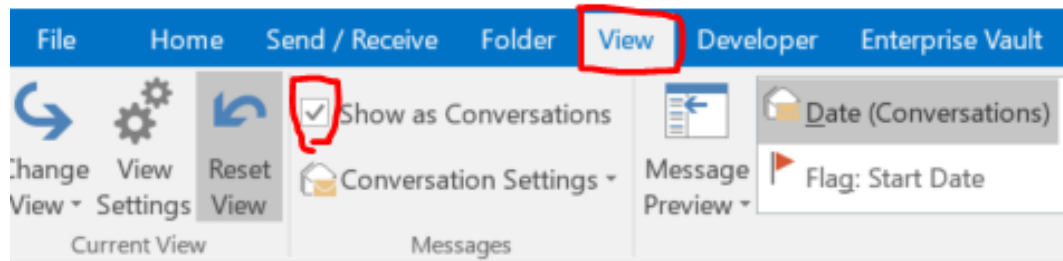 File Home Send / Receive Folder View Developer Enterprise Vault
Show as Conversations
Date (Conversations)
hange View Reset
Conversation Settings
Message
Flag: Start Date
View Settings View
Preview
Current View
Messages